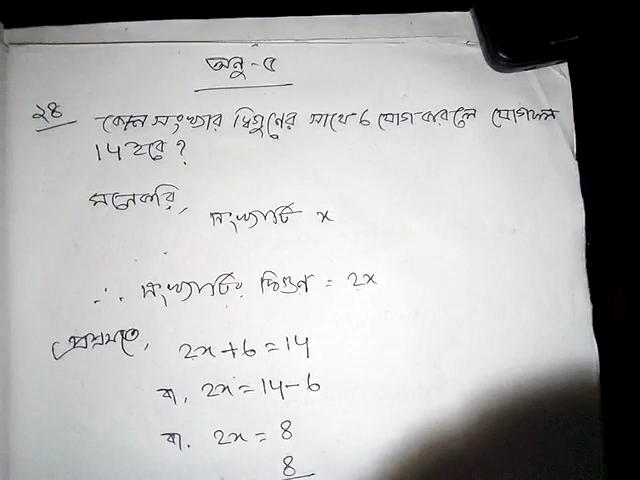 অনু - ৫
২৪ কোন সংখ্যার দ্বিগুনের সাথে 6 যোগ করলে যোগফল
14 হবে ?
মনেকরি,
সংখ্যাটি x
∴ সংখ্যাটির দ্বিগুন = 2x
প্রশ্নমতে,
2x + 6 = 14
বা, 2x = 14 - 6
বা. 2x = 8
8